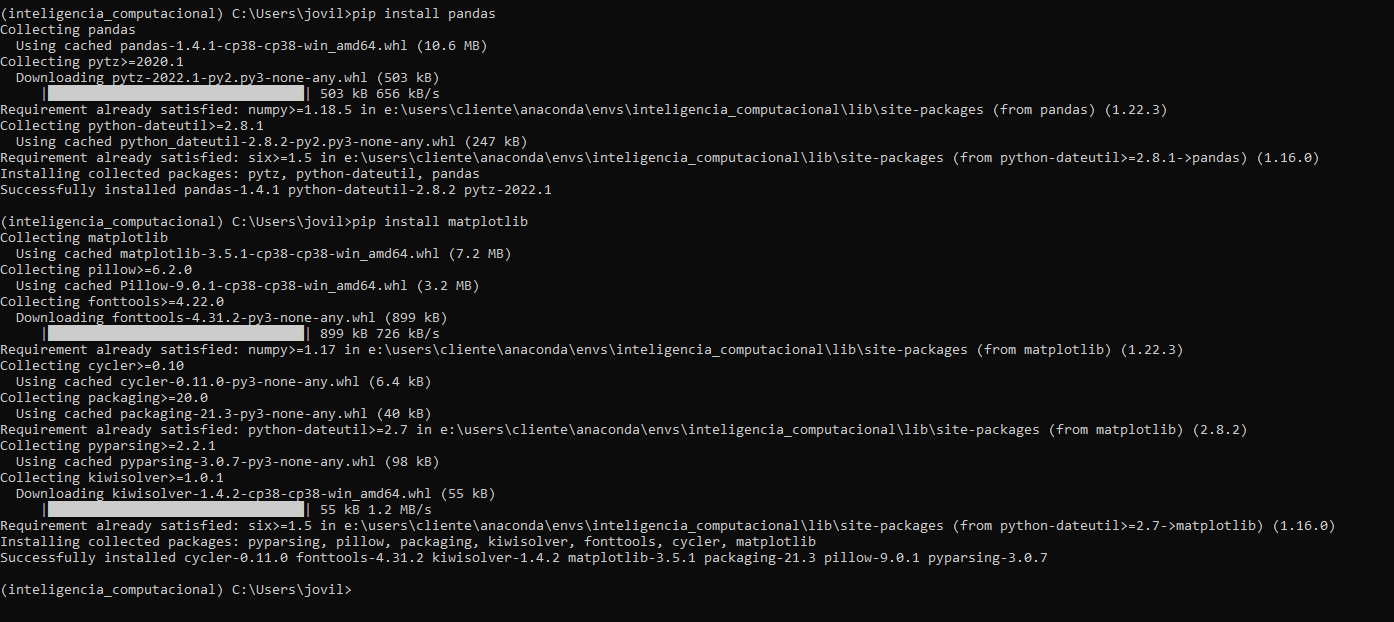 (inteligencia_computacional) C:\Users\jovil>pip install pandas
Collecting pandas
  Using cached pandas-1.4.1-cp38-cp38-win_amd64.whl (10.6 MB)
Collecting pytz>=2020.1
  Downloading pytz-2022.1-py2.py3-none-any.whl (503 kB)
     |████████████████████████████████| 503 kB 656 kB/s
Requirement already satisfied: numpy>=1.18.5 in e:\users\cliente\anaconda\envs\inteligencia_computacional\lib\site-packages (from pandas) (1.22.3)
Collecting python-dateutil>=2.8.1
  Using cached python_dateutil-2.8.2-py2.py3-none-any.whl (247 kB)
Requirement already satisfied: six>=1.5 in e:\users\cliente\anaconda\envs\inteligencia_computacional\lib\site-packages (from python-dateutil>=2.8.1->pandas) (1.16.0)
Installing collected packages: pytz, python-dateutil, pandas
Successfully installed pandas-1.4.1 python-dateutil-2.8.2 pytz-2022.1
(inteligencia_computacional) C:\Users\jovil>pip install matplotlib
Collecting matplotlib
  Using cached matplotlib-3.5.1-cp38-cp38-win_amd64.whl (7.2 MB)
Collecting pillow>=6.2.0
  Using cached Pillow-9.0.1-cp38-cp38-win_amd64.whl (3.2 MB)
Collecting fonttools>=4.22.0
  Downloading fonttools-4.31.2-py3-none-any.whl (899 kB)
     |████████████████████████████████| 899 kB 726 kB/s
Requirement already satisfied: numpy>=1.17 in e:\users\cliente\anaconda\envs\inteligencia_computacional\lib\site-packages (from matplotlib) (1.22.3)
Collecting cycler>=0.10
  Using cached cycler-0.11.0-py3-none-any.whl (6.4 kB)
Collecting packaging>=20.0
  Using cached packaging-21.3-py3-none-any.whl (40 kB)
Requirement already satisfied: python-dateutil>=2.7 in e:\users\cliente\anaconda\envs\inteligencia_computacional\lib\site-packages (from matplotlib) (2.8.2)
Collecting pyparsing>=2.2.1
  Using cached pyparsing-3.0.7-py3-none-any.whl (98 kB)
Collecting kiwisolver>=1.0.1
  Downloading kiwisolver-1.4.2-cp38-cp38-win_amd64.whl (55 kB)
     |████████████████████████████████| 55 kB 1.2 MB/s
Requirement already satisfied: six>=1.5 in e:\users\cliente\anaconda\envs\inteligencia_computacional\lib\site-packages (from python-dateutil>=2.7->matplotlib) (1.16.0)
Installing collected packages: pyparsing, pillow, packaging, kiwisolver, fonttools, cycler, matplotlib
Successfully installed cycler-0.11.0 fonttools-4.31.2 kiwisolver-1.4.2 matplotlib-3.5.1 packaging-21.3 pillow-9.0.1 pyparsing-3.0.7
(inteligencia_computacional) C:\Users\jovil>